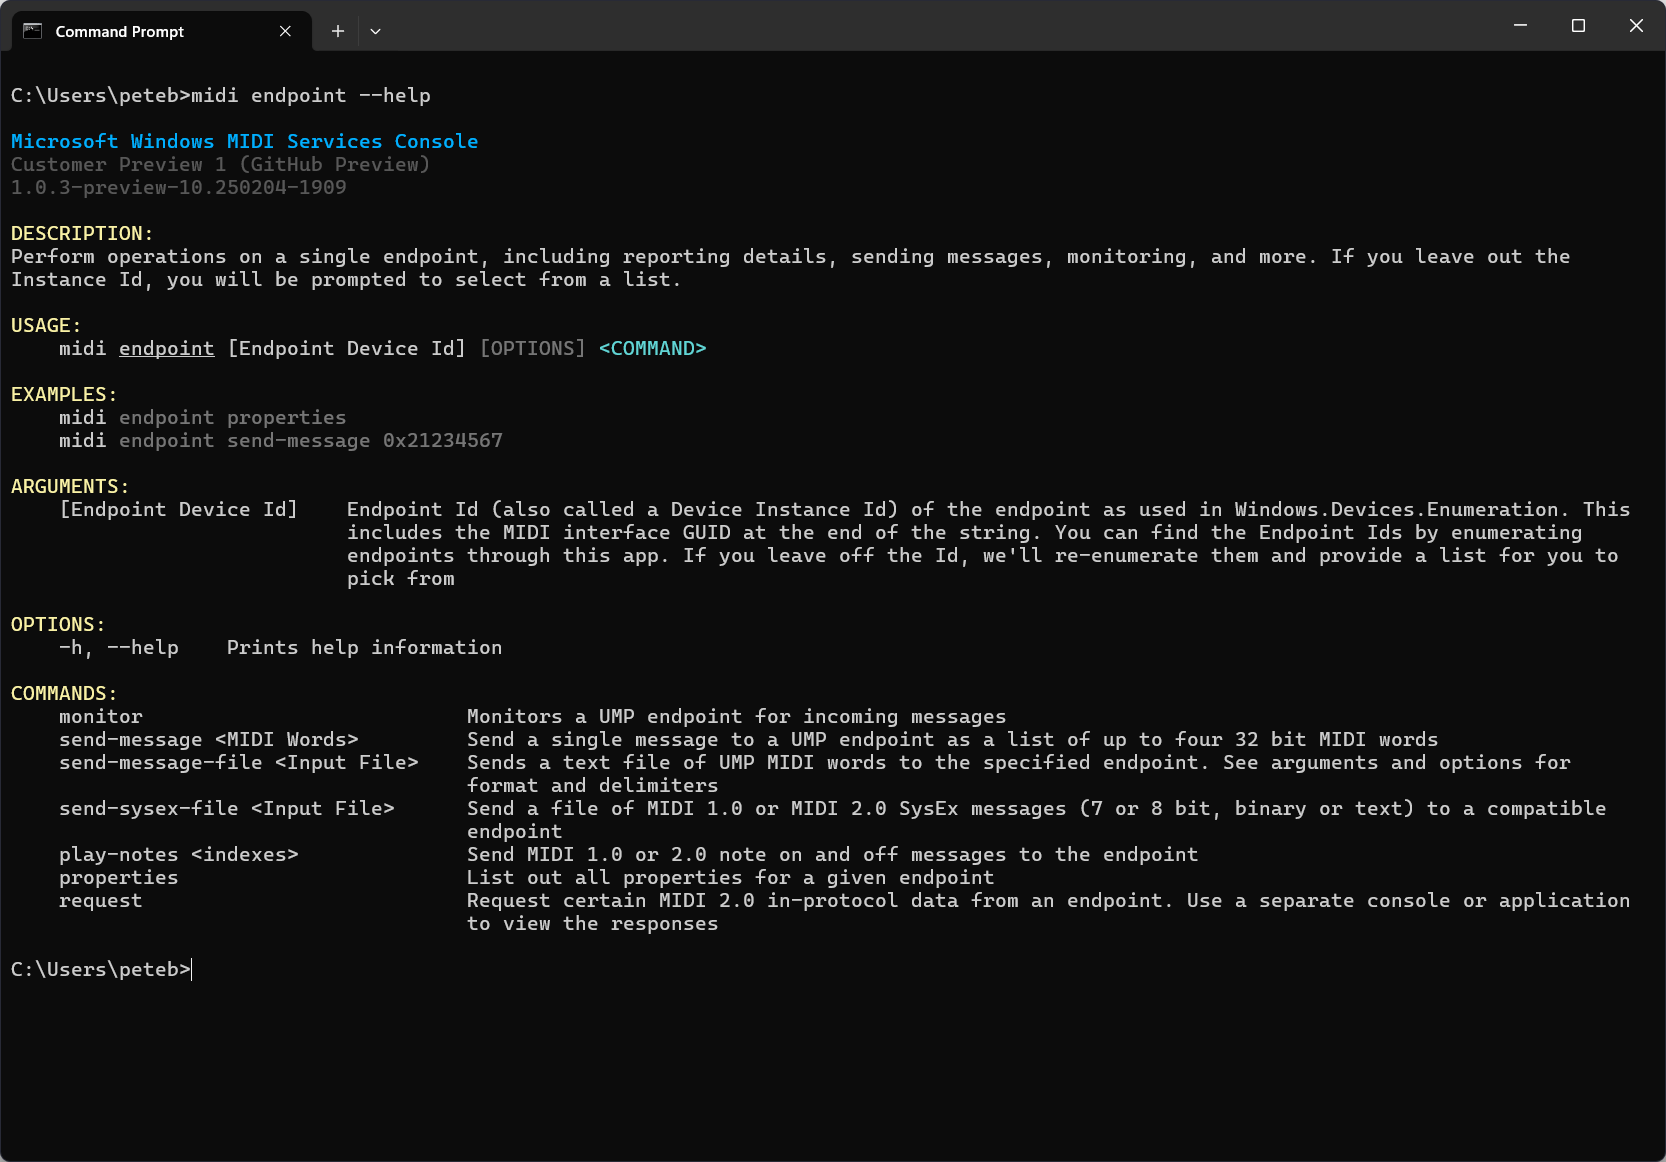 Command Prompt
C:\Users\peteb>midi endpoint --help
Microsoft Windows MIDI Services Console
Customer Preview 1 (GitHub Preview)
1.0.3-preview-10.250204-1909
DESCRIPTION:
Perform operations on a single endpoint, including reporting details, sending messages, monitoring, and more. If you leave out the
Instance Id, you will be prompted to select from a list.
USAGE:
    midi endpoint [Endpoint Device Id] [OPTIONS] <COMMAND>
EXAMPLES:
    midi endpoint properties
    midi endpoint send-message 0x21234567
ARGUMENTS:
    [Endpoint Device Id]    Endpoint Id (also called a Device Instance Id) of the endpoint as used in Windows.Devices.Enumeration. This
                            includes the MIDI interface GUID at the end of the string. You can find the Endpoint Ids by enumerating
                            endpoints through this app. If you leave off the Id, we'll re-enumerate them and provide a list for you to
                            pick from
OPTIONS:
    -h, --help    Prints help information
COMMANDS:
    monitor                           Monitors a UMP endpoint for incoming messages
    send-message <MIDI Words>         Send a single message to a UMP endpoint as a list of up to four 32 bit MIDI words
    send-message-file <Input File>    Sends a text file of UMP MIDI words to the specified endpoint. See arguments and options for
                                      format and delimiters
    send-sysex-file <Input File>      Send a file of MIDI 1.0 or MIDI 2.0 SysEx messages (7 or 8 bit, binary or text) to a compatible
                                      endpoint
    play-notes <indexes>              Send MIDI 1.0 or 2.0 note on and off messages to the endpoint
    properties                        List out all properties for a given endpoint
    request                           Request certain MIDI 2.0 in-protocol data from an endpoint. Use a separate console or application
                                      to view the responses
C:\Users\peteb>